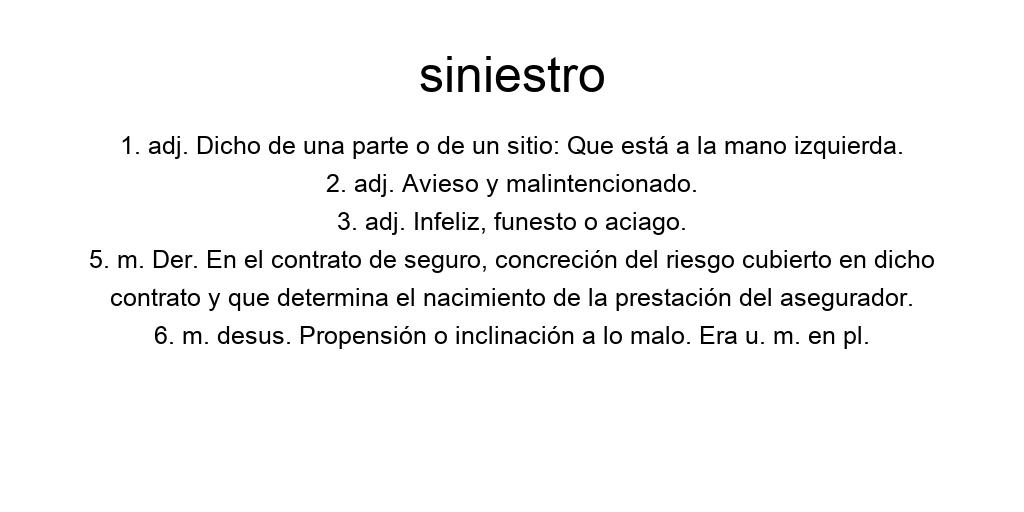 siniestro
1. adj. Dicho de una parte o de un sitio: Que está a la mano izquierda.
2. adj. Avieso y malintencionado.
3. adj. Infeliz, funesto o aciago.
5. m. Der. En el contrato de seguro, concreción del riesgo cubierto en dicho
contrato y que determina el nacimiento de la prestación del asegurador.
6. m. desus. Propensión o inclinación a lo malo. Era u. m. en pl.